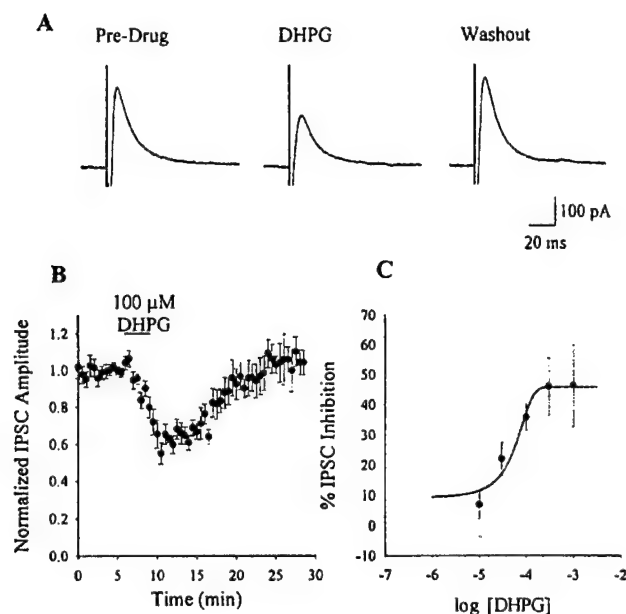 A
Pre-Drug
DHPG
Washout
100 pA
20 ms
B
100 μM
DHPG
Normalized IPSC Amplitude
1.2
1.0
0.8
0.6
0.4
0.2
0.0
0 5 10 15 20 25 30
Time (min)
C
% IPSC Inhibition
70
60
50
40
30
20
10
0
-10
-7 -6 -5 -4 -3 -2
log [DHPG]